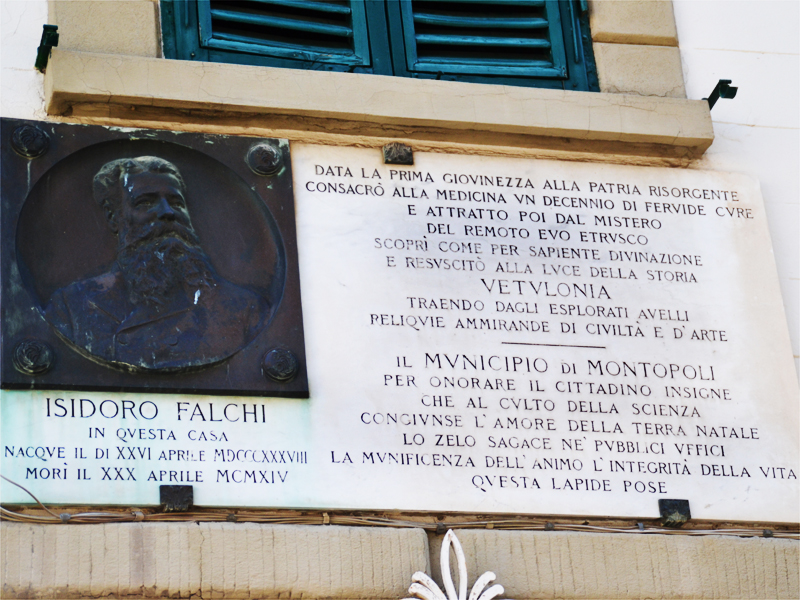 ISIDORO FALCHI
IN QVESTA CASA
NACQVE IL DI XXVI APRILE MDCCCXXXVIII
MORÌ IL XXX APRILE MCMXIV
DATA LA PRIMA GIOVINEZZA ALLA PATRIA RISORGENTE
CONSACRÒ ALLA MEDICINA VN DECENNIO DI FERVIDE CVRE
E ATTRATTO POI DAL MISTERO
DEL REMOTO EVO ETRVSCO
SCOPRÌ COME PER SAPIENTE DIVINAZIONE
E RESVSCITÒ ALLA LVCE DELLA STORIA
VETVLONIA
TRAENDO DAGLI ESPLORATI AVELLI
RELIQVIE AMMIRANDE DI CIVILTÀ E D'ARTE
IL MVNICIPIO DI MONTOPOLI
PER ONORARE IL CITTADINO INSIGNE
CHE AL CVLTO DELLA SCIENZA
CONGIVNSE L'AMORE DELLA TERRA NATALE
LO ZELO SAGACE NE' PVBBLICI VFFICI
LA MVNIFICENZA DELL'ANIMO L'INTEGRITÀ DELLA VITA
QVESTA LAPIDE POSE